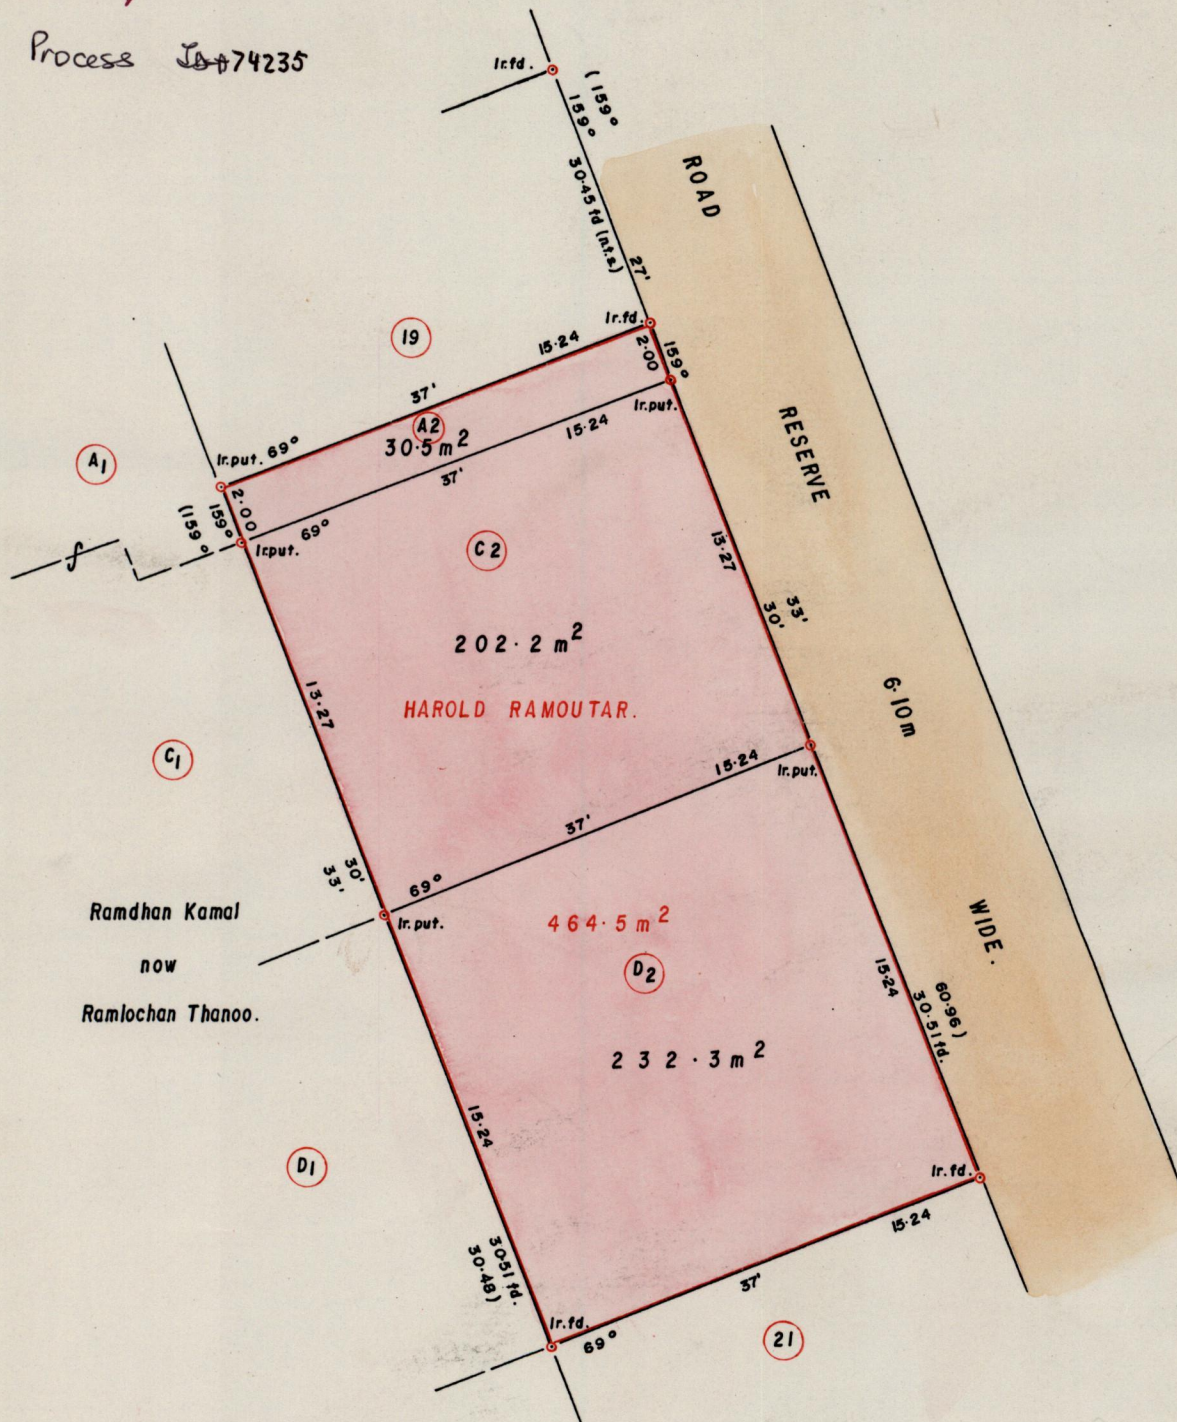 Process 74235
Ir.fd.
(159°
159°
30·45 fd (n.t.s.)
27'
ROAD
RESERVE
6·10m
WIDE.
19
Ir.fd.
15·24
37'
2·00
159°
A2
30·5 m²
Ir.put.
15·24
37'
A1
Ir.put. 69°
2·00
159°
(159°
69°
Ir.put.
C2
13·27
33'
30'
202·2 m²
13·27
HAROLD RAMOUTAR.
C1
15·24
Ir.put.
37'
30'
33'
69°
Ir.put.
Ramdhan Kamal
now
Ramlochan Thanoo.
464·5 m²
D2
15·24
60·96)
30·51 fd.
232·3 m²
15·24
D1
Ir.fd.
15·24
30·51 fd.
30·48)
37'
Ir.fd.
69°
21